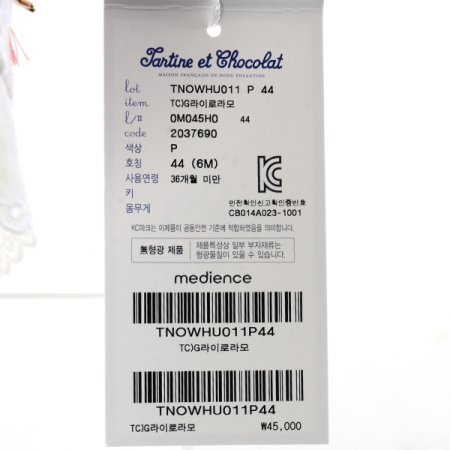 Tartine et Chocolat
MAISON FRANÇAISE DE MODE ENFANTINE
lot TNOWHU011 P 44
item TC)G라이로라모
l/# 0M045H0 44
code 2037690
색상 P
호칭 44 (6M)
사용연령 36개월 미만
키
몸무게
안전확인신고확인증번호
CB014A023-1001
KC마크는 이제품이 공통안전 기준에 적합하였음을 의미합니다.
無형광 제품
제품특성상 일부 부자재류는
형광물질이 있을 수 있습니다.
medience
TNOWHU011P44
TC)G라이로라모
TNOWHU011P44
TC)G라이로라모 ₩45,000